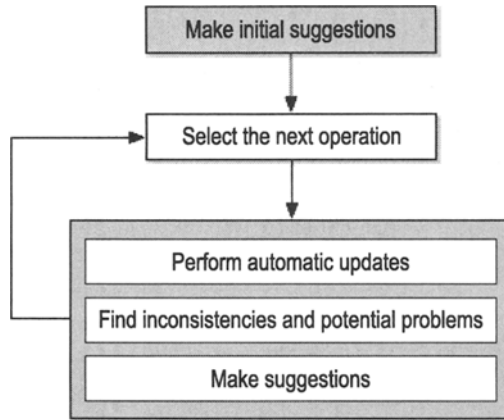 Make initial suggestions
Select the next operation
Perform automatic updates
Find inconsistencies and potential problems
Make suggestions